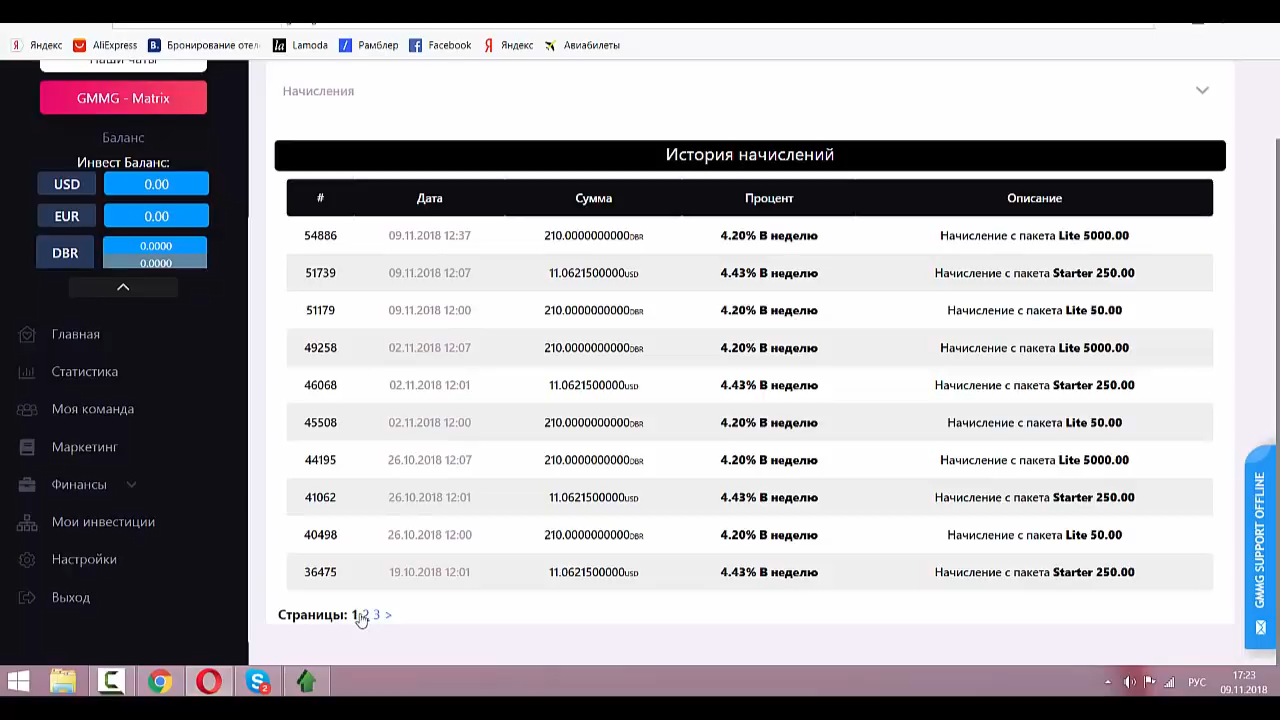 Яндекс AliExpress Бронирование отел Lamoda Рамблер Facebook Яндекс Авиабилеты
Наши чаты
GMMG - Matrix
Баланс
Инвест Баланс:
USD 0.00
EUR 0.00
DBR 0.0000
0.0000
Главная
Статистика
Моя команда
Маркетинг
Финансы
Мои инвестиции
Настройки
Выход
Начисления
История начислений
# Дата Сумма Процент Описание
54886 09.11.2018 12:37 210.0000000000DBR 4.20% В неделю Начисление с пакета Lite 5000.00
51739 09.11.2018 12:07 11.0621500000USD 4.43% В неделю Начисление с пакета Starter 250.00
51179 09.11.2018 12:00 210.0000000000DBR 4.20% В неделю Начисление с пакета Lite 50.00
49258 02.11.2018 12:07 210.0000000000DBR 4.20% В неделю Начисление с пакета Lite 5000.00
46068 02.11.2018 12:01 11.0621500000USD 4.43% В неделю Начисление с пакета Starter 250.00
45508 02.11.2018 12:00 210.0000000000DBR 4.20% В неделю Начисление с пакета Lite 50.00
44195 26.10.2018 12:07 210.0000000000DBR 4.20% В неделю Начисление с пакета Lite 5000.00
41062 26.10.2018 12:01 11.0621500000USD 4.43% В неделю Начисление с пакета Starter 250.00
40498 26.10.2018 12:00 210.0000000000DBR 4.20% В неделю Начисление с пакета Lite 50.00
36475 19.10.2018 12:01 11.0621500000USD 4.43% В неделю Начисление с пакета Starter 250.00
Страницы: 1 2 3 >
GMMG SUPPORT OFFLINE
2
РУС
17:23
09.11.2018